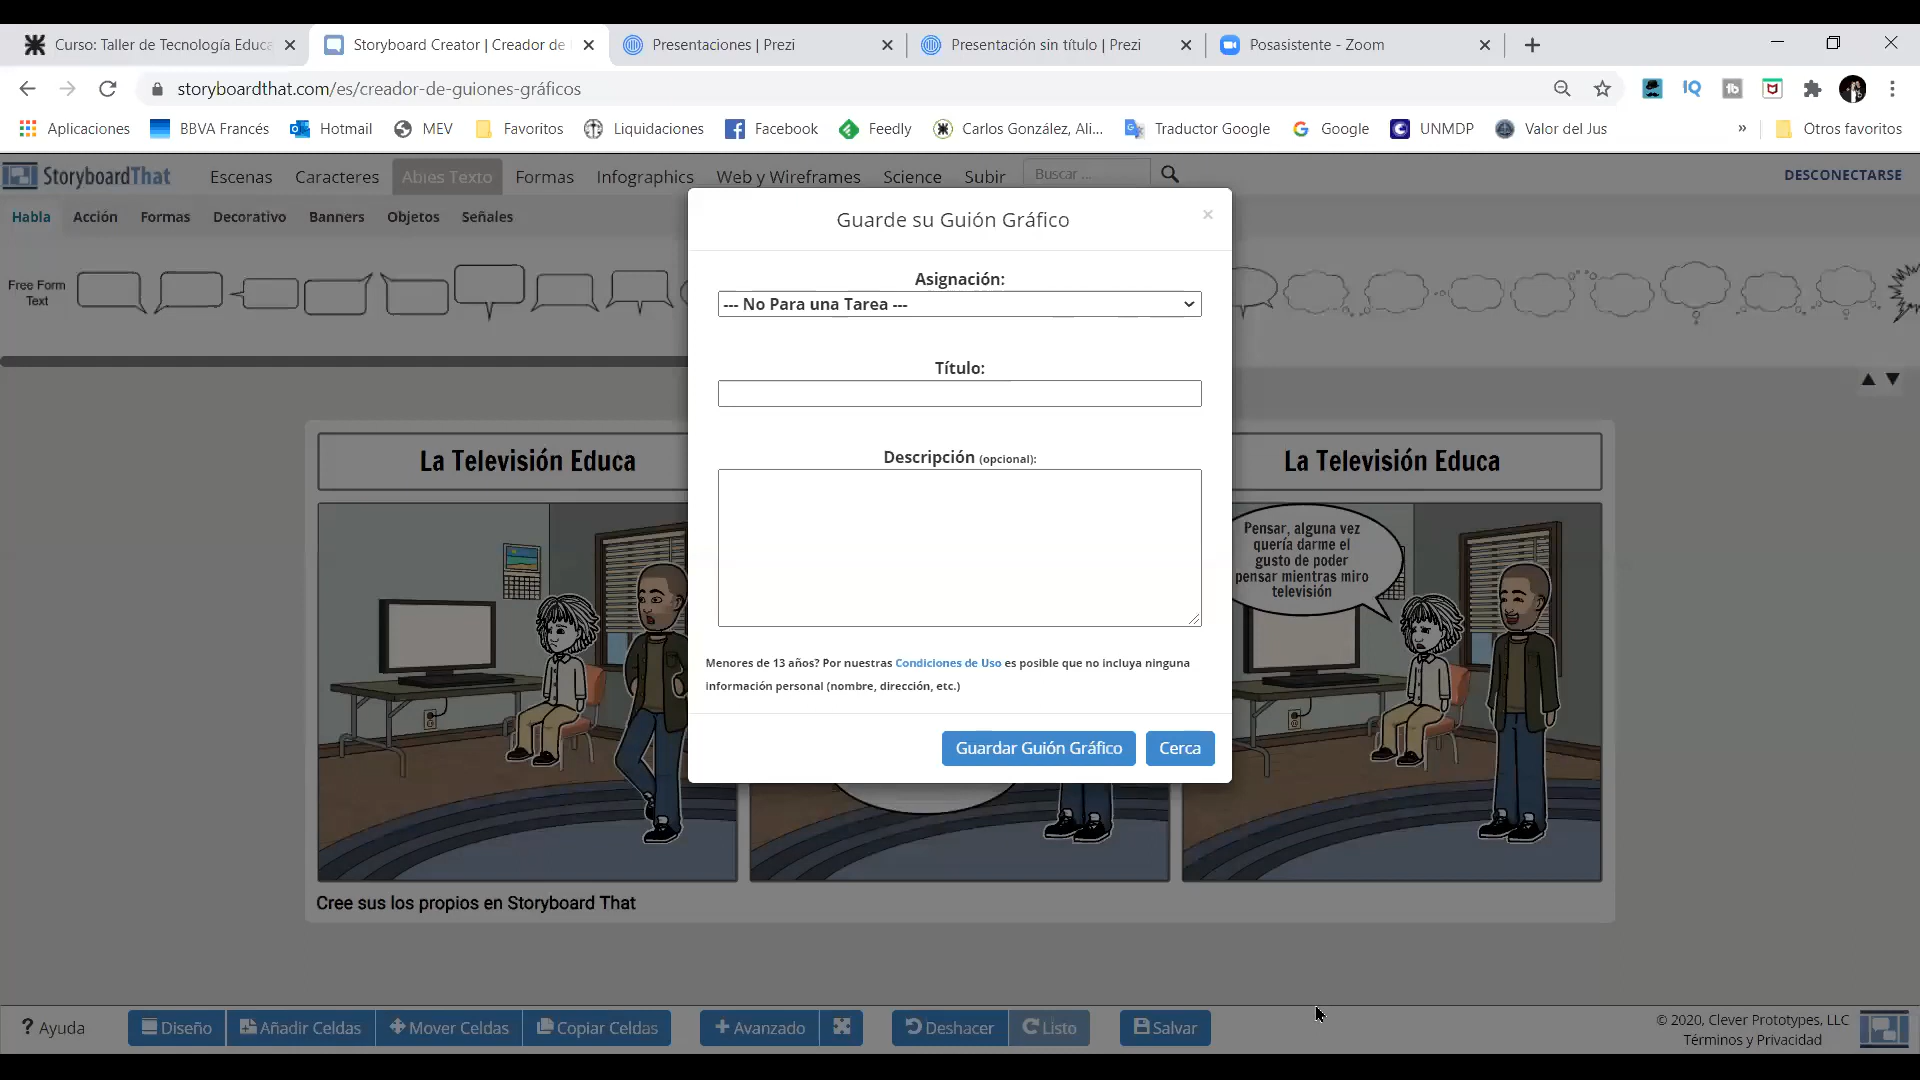 Curso: Taller de Tecnología Educa
Storyboard Creator | Creador de
Presentaciones | Prezi
Presentación sin título | Prezi
Posasistente - Zoom
storyboardthat.com/es/creador-de-guiones-gráficos
Aplicaciones
BBVA Francés
Hotmail
MEV
Favoritos
Liquidaciones
Facebook
Feedly
Carlos González, Ali...
Traductor Google
Google
UNMDP
Valor del Jus
»
Otros favoritos
StoryboardThat
Escenas
Caracteres
Abies Texto
Formas
Infographics
Web y Wireframes
Science
Subir
Buscar ...
DESCONECTARSE
Habla
Acción
Formas
Decorativo
Banners
Objetos
Señales
Free Form
Text
Guarde su Guión Gráfico
Asignación:
--- No Para una Tarea ---
Título:
Descripción (opcional):
Menores de 13 años? Por nuestras Condiciones de Uso es posible que no incluya ninguna
información personal (nombre, dirección, etc.)
Guardar Guión Gráfico
Cerca
La Televisión Educa
La Televisión Educa
Pensar, alguna vez
quería darme el
gusto de poder
pensar mientras miro
televisión
Cree sus los propios en Storyboard That
? Ayuda
Diseño
Añadir Celdas
Mover Celdas
Copiar Celdas
+ Avanzado
Deshacer
Listo
Salvar
© 2020, Clever Prototypes, LLC
Términos y Privacidad